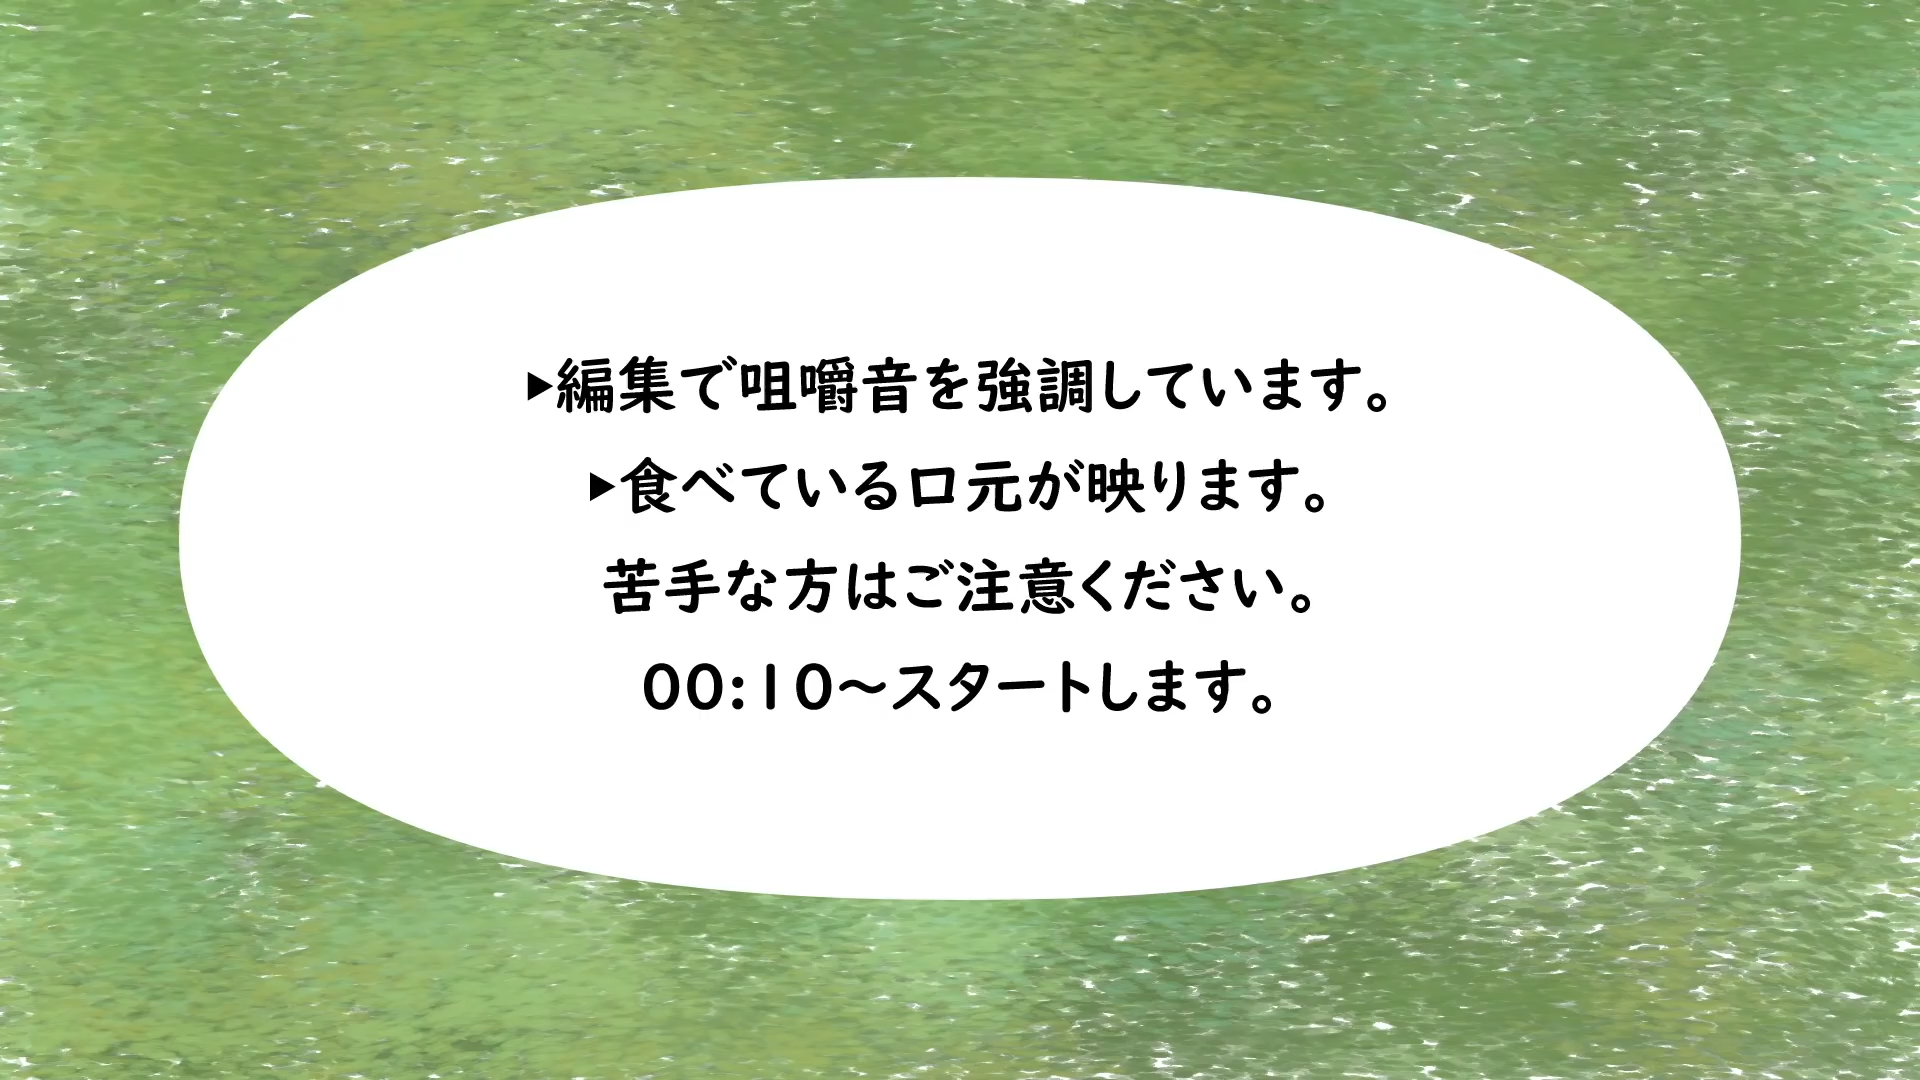 ▶編集で咀嚼音を強調しています。
▶食べている口元が映ります。
苦手な方はご注意ください。
00:10～スタートします。